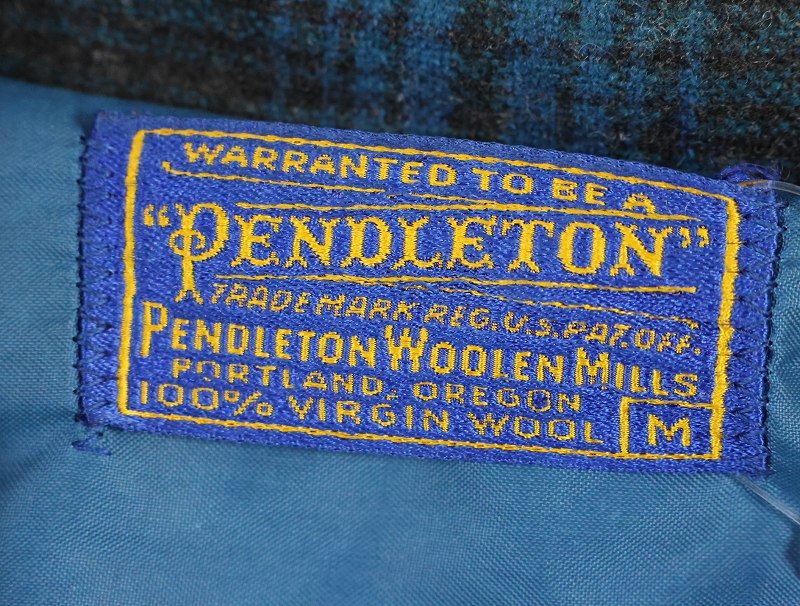 WARRANTED TO BE A
"PENDLETON"
TRADE MARK REG. U.S. PAT. OFF.
PENDLETON WOOLEN MILLS
PORTLAND, OREGON
100% VIRGIN WOOL M